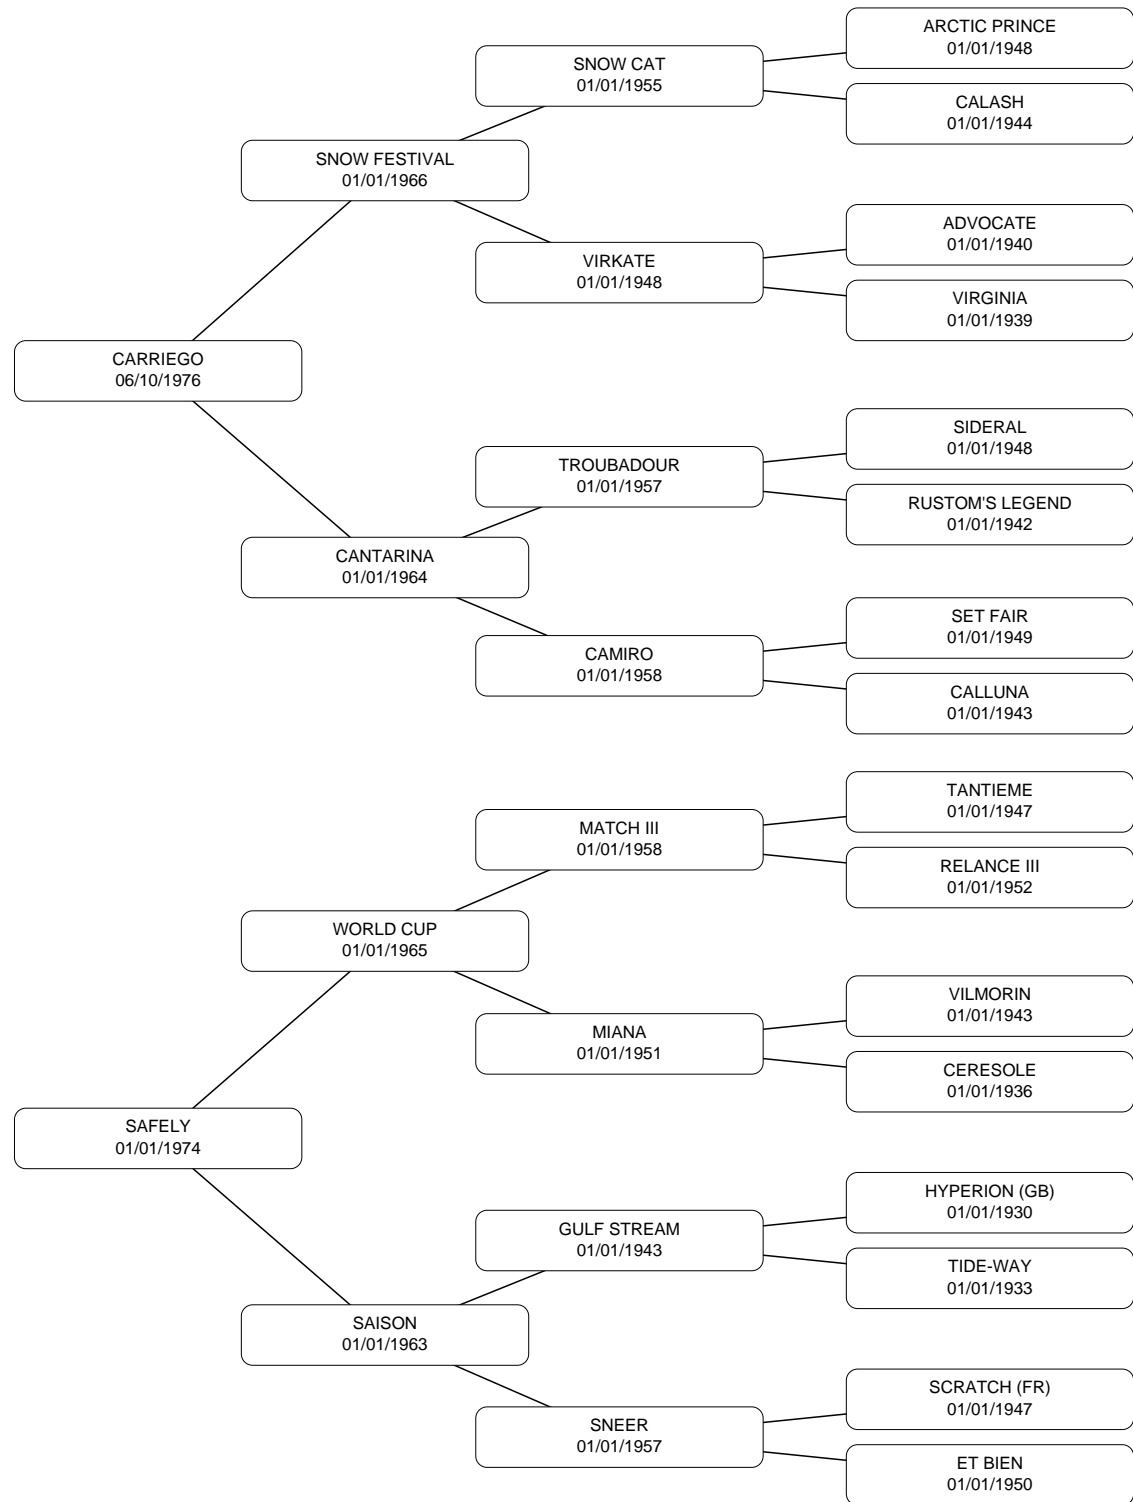 ARCTIC PRINCE
01/01/1948
SNOW CAT
01/01/1955
CALASH
01/01/1944
SNOW FESTIVAL
01/01/1966
ADVOCATE
01/01/1940
VIRKATE
01/01/1948
VIRGINIA
01/01/1939
CARRIEGO
06/10/1976
SIDERAL
01/01/1948
TROUBADOUR
01/01/1957
RUSTOM'S LEGEND
01/01/1942
CANTARINA
01/01/1964
SET FAIR
01/01/1949
CAMIRO
01/01/1958
CALLUNA
01/01/1943
TANTIEME
01/01/1947
MATCH III
01/01/1958
RELANCE III
01/01/1952
WORLD CUP
01/01/1965
VILMORIN
01/01/1943
MIANA
01/01/1951
CERESOLE
01/01/1936
SAFELY
01/01/1974
HYPERION (GB)
01/01/1930
GULF STREAM
01/01/1943
TIDE-WAY
01/01/1933
SAISON
01/01/1963
SCRATCH (FR)
01/01/1947
SNEER
01/01/1957
ET BIEN
01/01/1950